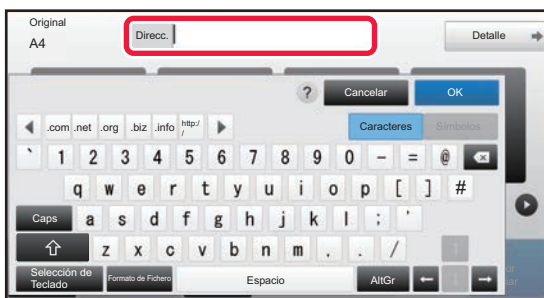 Original
A4
Direcc.
Detalle
? Cancelar OK
.com .net .org .biz .info http:/
/
Caracteres Símbolos
` 1 2 3 4 5 6 7 8 9 0 - = @
q w e r t y u i o p [ ] #
Caps a s d f g h j k l ; '
z x c v b n m , . /
Selección de
Teclado
Formato de Fichero
Espacio
AltGr